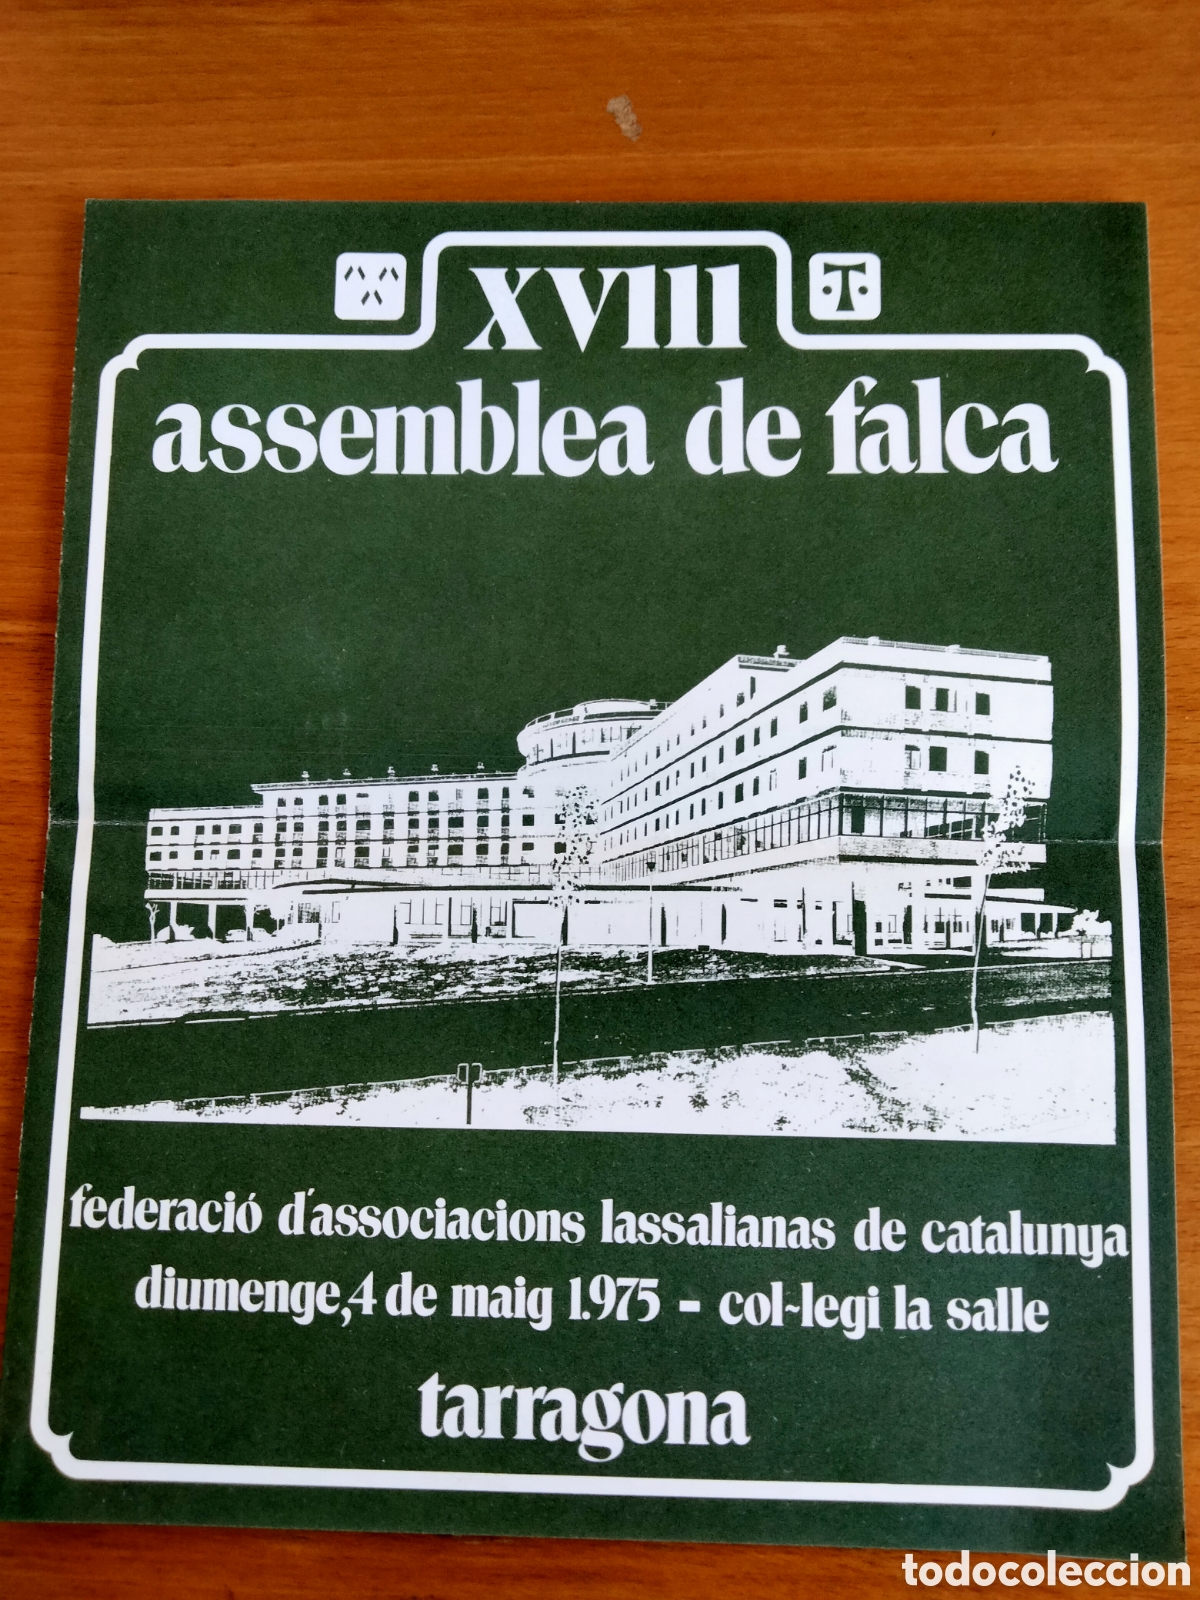 XVIII
assemblea de falca
federació d'associacions lassalianas de catalunya
diumenge, 4 de maig 1.975 - col·legi la salle
tarragona
todocoleccion